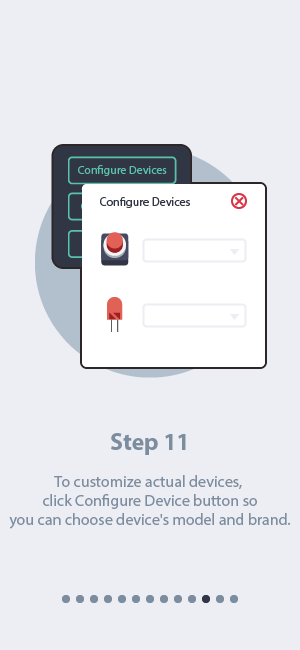 Configure Devices
Configure Devices
Step 11
To customize actual devices,
click Configure Device button so
you can choose device's model and brand.